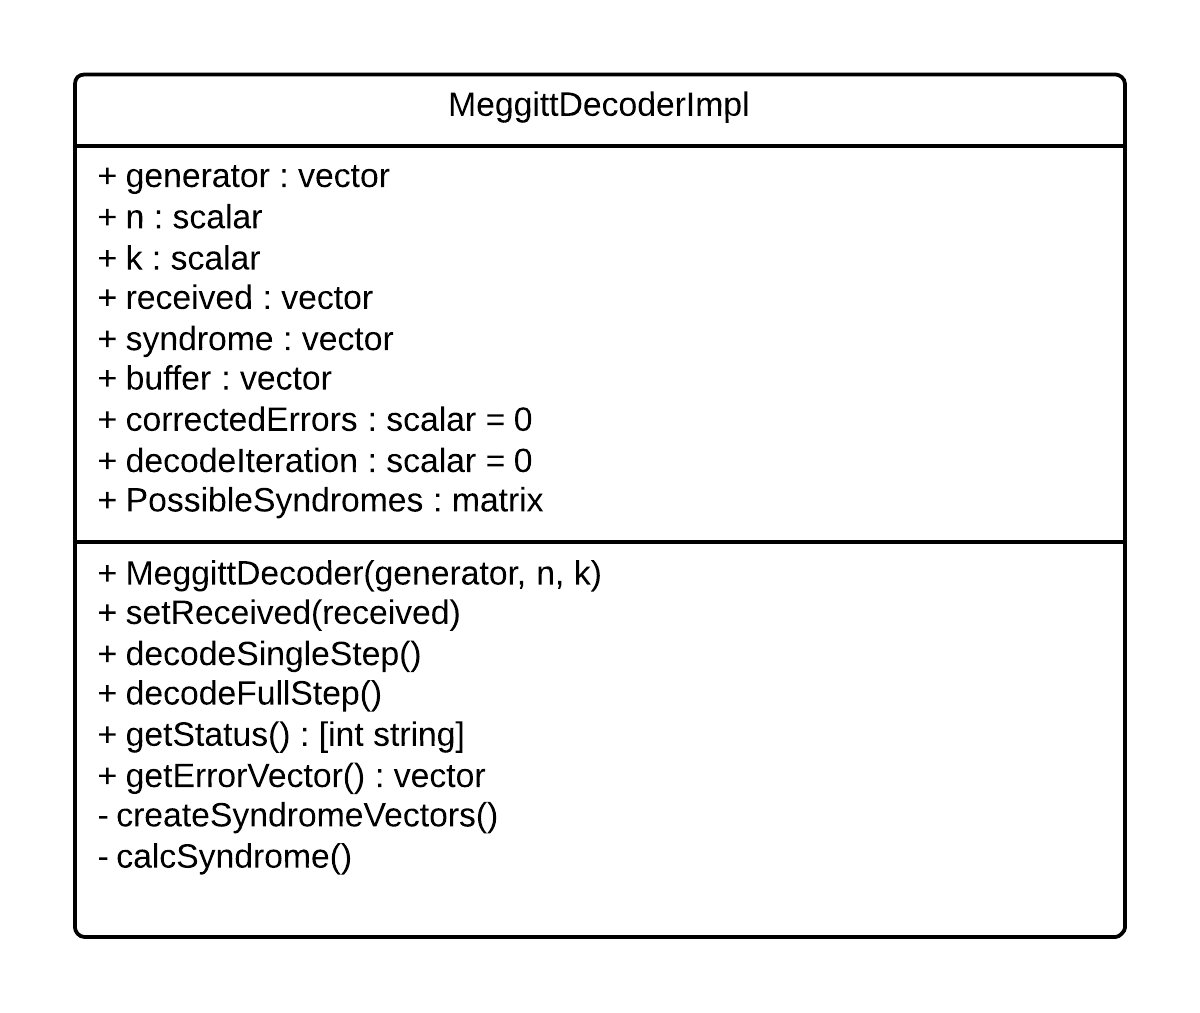 MeggittDecoderImpl
+ generator : vector
+ n : scalar
+ k : scalar
+ received : vector
+ syndrome : vector
+ buffer : vector
+ correctedErrors : scalar = 0
+ decodeIteration : scalar = 0
+ PossibleSyndromes : matrix
+ MeggittDecoder(generator, n, k)
+ setReceived(received)
+ decodeSingleStep()
+ decodeFullStep()
+ getStatus() : [int string]
+ getErrorVector() : vector
- createSyndromeVectors()
- calcSyndrome()